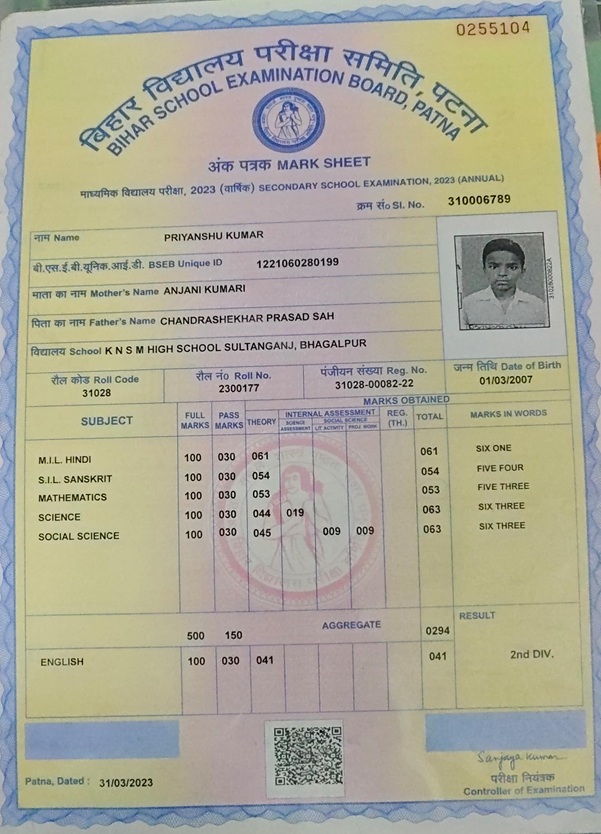 0255104
बिहार विद्यालय परीक्षा समिति, पटना
BIHAR SCHOOL EXAMINATION BOARD, PATNA
अंक पत्रक MARK SHEET
माध्यमिक विद्यालय परीक्षा, 2023 (वार्षिक) SECONDARY SCHOOL EXAMINATION, 2023 (ANNUAL)
क्रम सं० Sl. No. 310006789
नाम Name PRIYANSHU KUMAR
बी.एस.ई.बी.यूनिक.आई.डी. BSEB Unique ID 1221060280199
माता का नाम Mother's Name ANJANI KUMARI
पिता का नाम Father's Name CHANDRASHEKHAR PRASAD SAH
विद्यालय School K N S M HIGH SCHOOL SULTANGANJ, BHAGALPUR
रौल कोड Roll Code रौल नं० Roll No. पंजीयन संख्या Reg. No. जन्म तिथि Date of Birth
31028 2300177 31028-00082-22 01/03/2007
MARKS OBTAINED
SUBJECT FULL MARKS PASS MARKS THEORY INTERNAL ASSESSMENT REG. (TH.) TOTAL MARKS IN WORDS
SCIENCE ASSESSMENT SOCIAL SCIENCE
LIT ACTIVITY PROJ. WORK
M.I.L. HINDI 100 030 061 061 SIX ONE
S.I.L. SANSKRIT 100 030 054 054 FIVE FOUR
MATHEMATICS 100 030 053 053 FIVE THREE
SCIENCE 100 030 044 019 063 SIX THREE
SOCIAL SCIENCE 100 030 045 009 009 063 SIX THREE
500 150 AGGREGATE 0294 RESULT
ENGLISH 100 030 041 041 2nd DIV.
Sanjaya Kumar
Patna, Dated : 31/03/2023
परीक्षा नियंत्रक
Controller of Examination